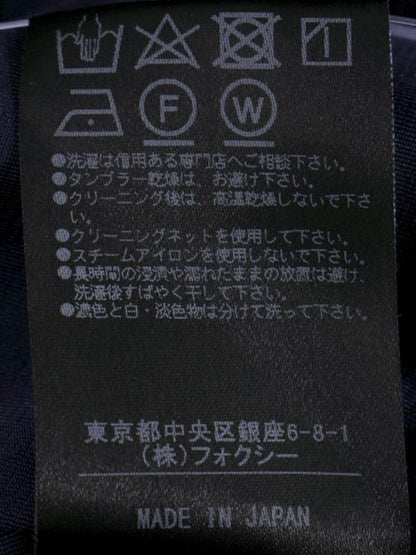 F W
●洗濯は信用ある専門店へご相談下さい。
●タンブラー乾燥は、お避け下さい。
●クリーニング後は、高温乾燥しないで下さ
い。
●クリーニングネットを使用して下さい。
●スチームアイロンを使用しないで下さい。
●長時間の浸漬や濡れたままの放置は避け、
洗濯後すばやく干して下さい。
●濃色と白・淡色物は分けて洗って下さい。
東京都中央区銀座6-8-1
(株)フォクシー
MADE IN JAPAN